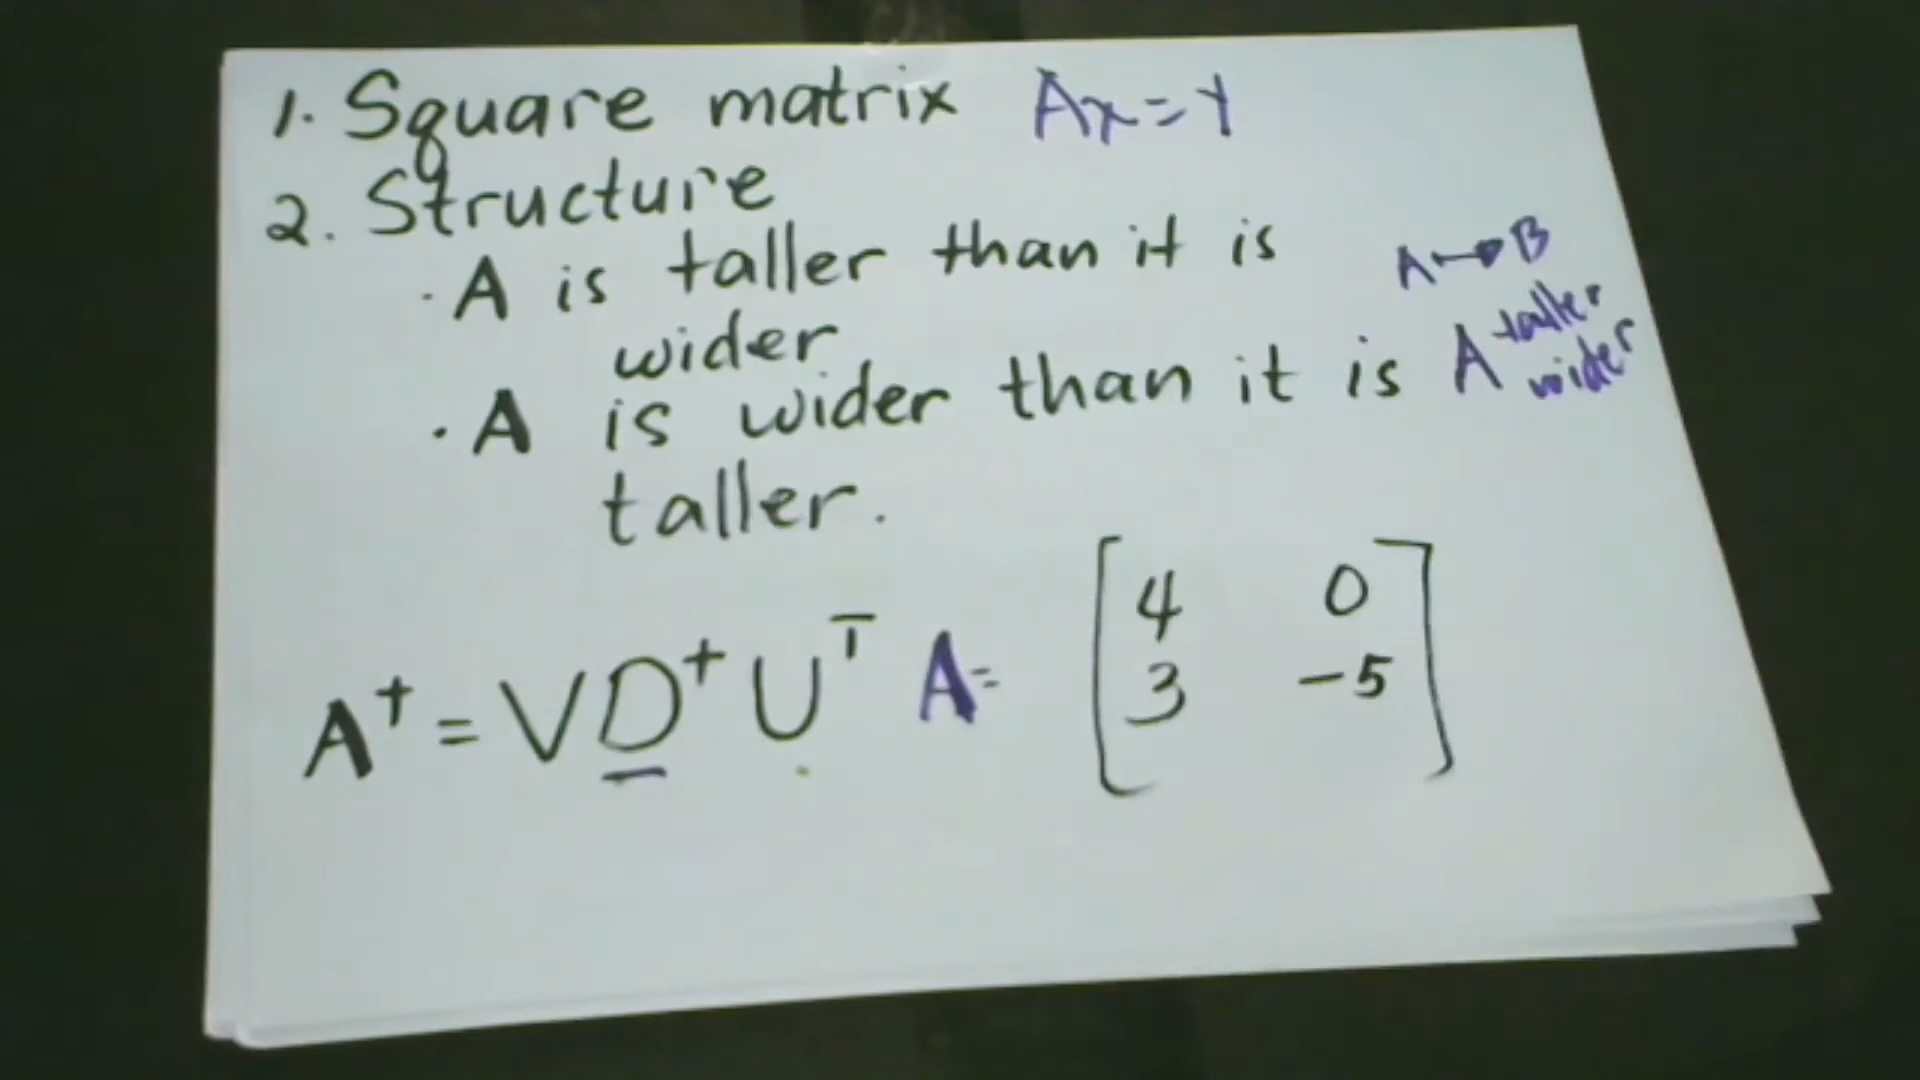 1. Square matrix Ax=Y
2. Structure
· A is taller than it is
wider
· A is wider than it is
taller.
A→B
A taller
wider
A⁺ = VD⁺Uᵀ
A= [4 0
3 -5]